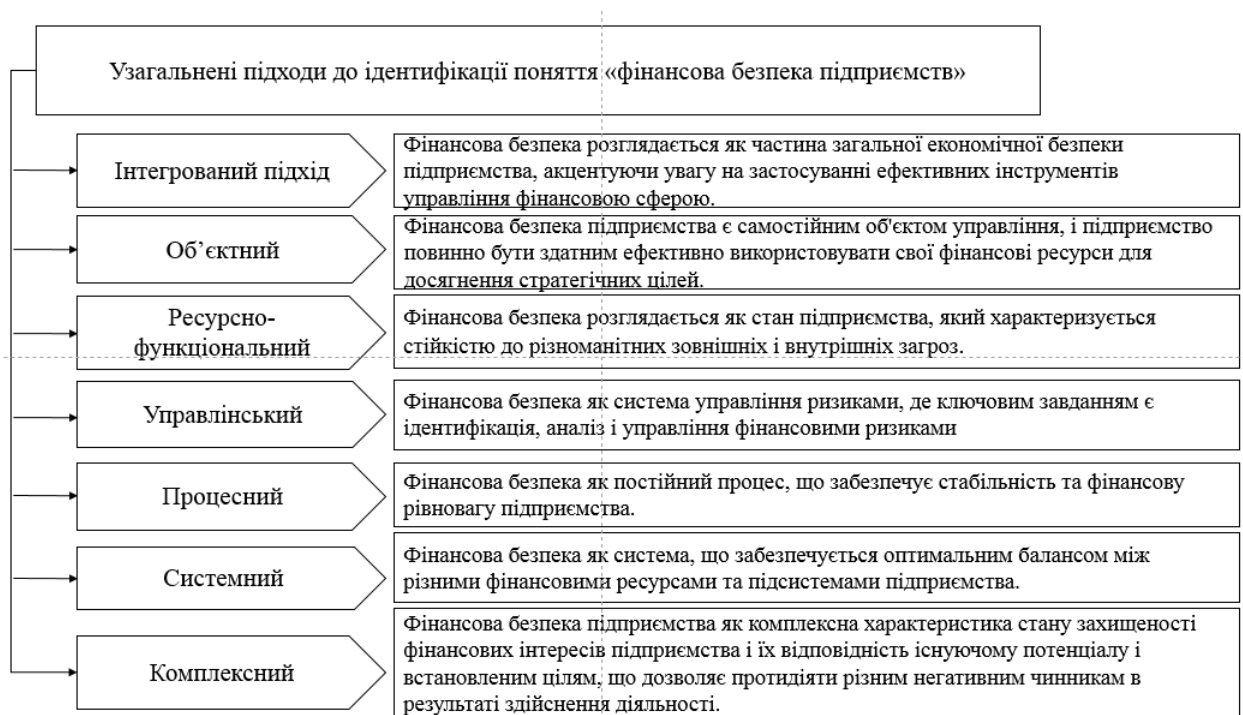 Узагальнені підходи до ідентифікації поняття «фінансова безпека підприємств»
Інтегрований підхід
Фінансова безпека розглядається як частина загальної економічної безпеки
підприємства, акцентуючи увагу на застосуванні ефективних інструментів
управління фінансовою сферою.
Об’єктний
Фінансова безпека підприємства є самостійним об'єктом управління, і підприємство
повинно бути здатним ефективно використовувати свої фінансові ресурси для
досягнення стратегічних цілей.
Ресурсно-
функціональний
Фінансова безпека розглядається як стан підприємства, який характеризується
стійкістю до різноманітних зовнішніх і внутрішніх загроз.
Управлінський
Фінансова безпека як система управління ризиками, де ключовим завданням є
ідентифікація, аналіз і управління фінансовими ризиками
Процесний
Фінансова безпека як постійний процес, що забезпечує стабільність та фінансову
рівновагу підприємства.
Системний
Фінансова безпека як система, що забезпечується оптимальним балансом між
різними фінансовими ресурсами та підсистемами підприємства.
Комплексний
Фінансова безпека підприємства як комплексна характеристика стану захищеності
фінансових інтересів підприємства і їх відповідність існуючому потенціалу і
встановленим цілям, що дозволяє протидіяти різним негативним чинникам в
результаті здійснення діяльності.